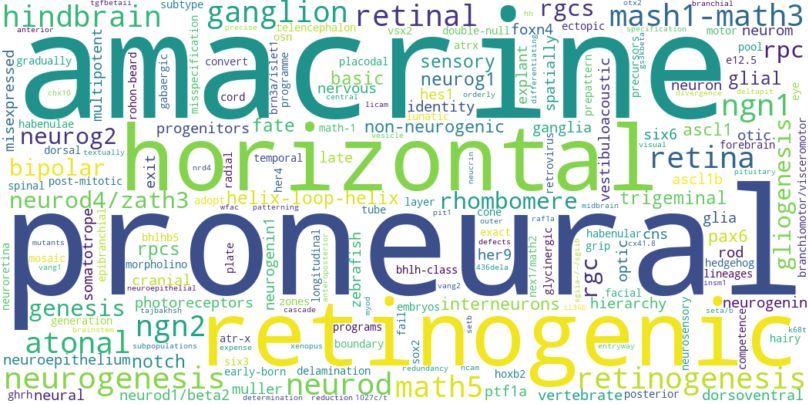 tgfbetaii
hindbrain
ganglion
subtype
retinal
rgcs
hh
otx2
branchial
mash1-math3
anterior
precise
telencephalon
double-null
ectopic
specification
motor
neurom
amacrine
osn
vsx2
foxn4
atrx
pool
rpc
gradually
multipotent
convert
misspecification
placodal
sensory
explant
differentiating
spatially
precursors
prepattern
gsk3beta
neuron
e12.5
glial
chx10
misexpressed
rohon-beard
gabaergic
cord
programme
brn3a/islet1
basic
nervous
neurog1
divergence
deltapit
central
licam
hes1
identity
orderly
ngn1
eye
habenulae
neurog2
progenitors
fate
math-1
non-neurogenic
lunatic
ganglia
retrovirus
vestibuloacoustic
six6
ascl1
otic
forebrain
dorsal
textually
vesicle
visual
pituitary
bipolar
exit
nrd4
radial
temporal
her4
late
horizontal
neucrin
retina
ascl1b
spinal
post-mitotic
neurod4/zath3
adopt
helix-loop-helix
rhombomere
trigeminal
gliogenesis
branchiomotor/visceromotor
wfac
patterning
tube
layer
pit1
cone
outer
midbrain
raf1a
glia
mutants
somatotrope
epibranchial
proneural
bhlhb5
plate
neurogenin1
longitudinal
anteroposterior
zebrafish
exact
defects
cx41.8
habenular
cns
pax6
rod
hedgehog
neuroretina
mosaic
vang1
rpcs
morpholino
cranial
neuroepithelial
myod
bhlh-class
her9
436dela
vang2
glycinergic
nex1/math2
grip
rgc
optic
lineages
insm1
facial
genesis
photoreceptors
zones
cascade
embryos
interneurons
hierarchy
neurogenin
generation
tajbakhsh
ngn2
programs
fail
setb
seta/b
k68t
brainstem
subpopulations
atr-x
expense
xenopus
boundary
sox2
retinogenic
entryway
neurosensory
competence
hairy
atonal
notch
six3
neuroepithelium
early-born
delamination
redundancy
hoxb2
neurogenesis
muller
neurod
ncam
math5
ptf1a
retinogenesis
vertebrate
posterior
dorsoventral
ghrh
neural
neurod1/beta2
determination
reduction
1027c/t